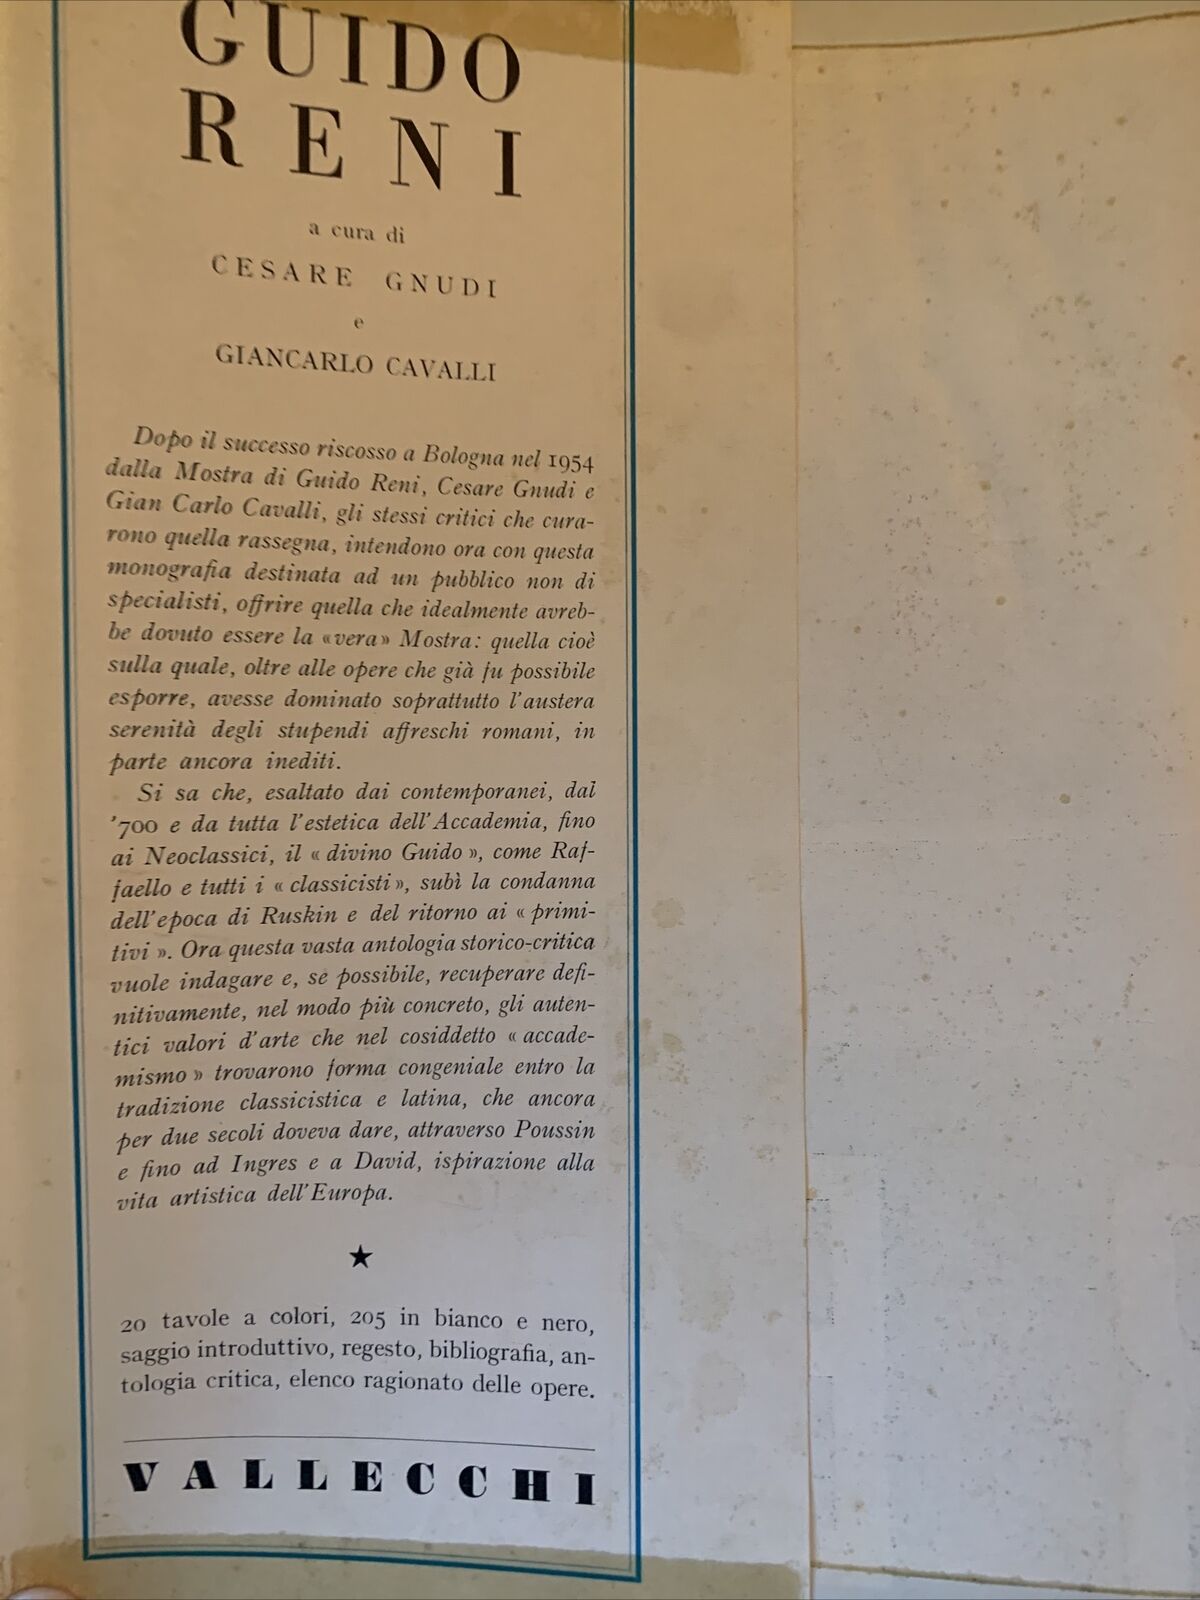 GUIDO
RENI
a cura di
CESARE GNUDI
e
GIANCARLO CAVALLI
Dopo il successo riscosso a Bologna nel 1954
dalla Mostra di Guido Reni, Cesare Gnudi e
Gian Carlo Cavalli, gli stessi critici che cura-
rono quella rassegna, intendono ora con questa
monografia destinata ad un pubblico non di
specialisti, offrire quella che idealmente avreb-
be dovuto essere la «vera» Mostra: quella cioè
sulla quale, oltre alle opere che già fu possibile
esporre, avesse dominato soprattutto l'austera
serenità degli stupendi affreschi romani, in
parte ancora inediti.
Si sa che, esaltato dai contemporanei, dal
'700 e da tutta l'estetica dell'Accademia, fino
ai Neoclassici, il « divino Guido », come Raf-
faello e tutti i « classicisti », subì la condanna
dell'epoca di Ruskin e del ritorno ai « primi-
tivi ». Ora questa vasta antologia storico-critica
vuole indagare e, se possibile, recuperare defi-
nitivamente, nel modo più concreto, gli auten-
tici valori d'arte che nel cosiddetto « accade-
mismo » trovarono forma congeniale entro la
tradizione classicistica e latina, che ancora
per due secoli doveva dare, attraverso Poussin
e fino ad Ingres e a David, ispirazione alla
vita artistica dell'Europa.
★
20 tavole a colori, 205 in bianco e nero,
saggio introduttivo, regesto, bibliografia, an-
tologia critica, elenco ragionato delle opere.
VALLECCHI